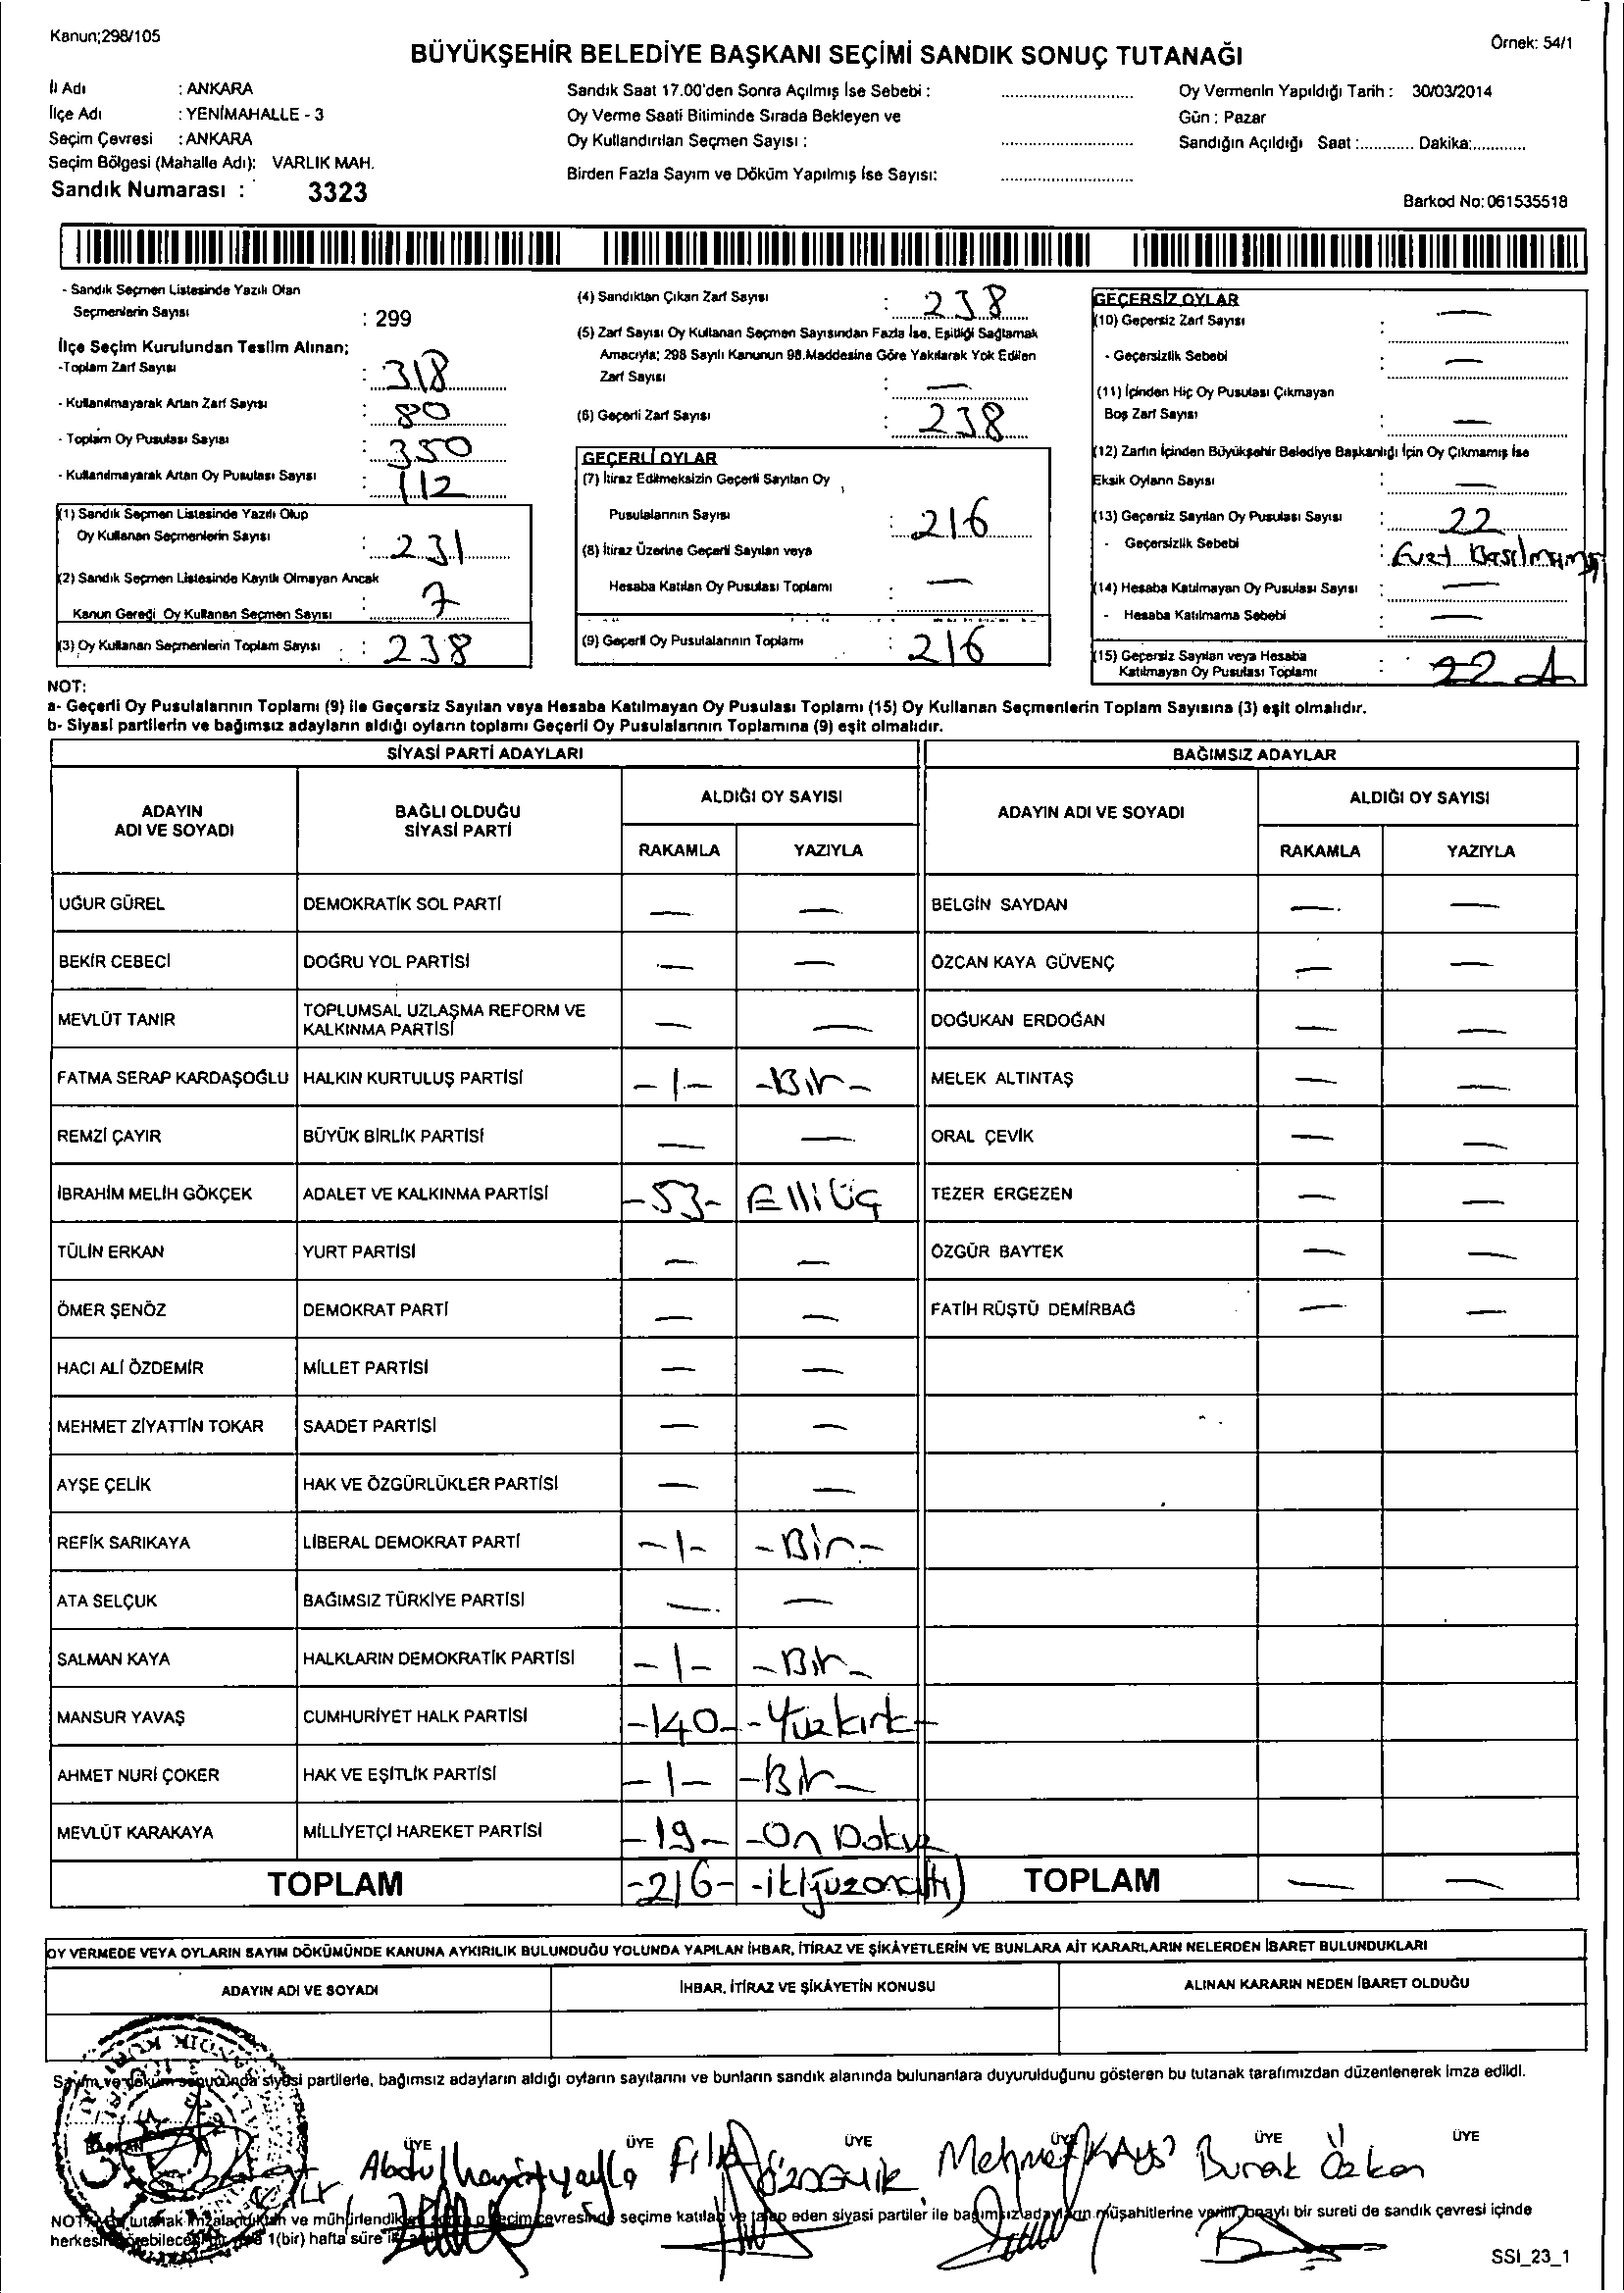 Kanun;298/105
Örnek: 54/1
BÜYÜKŞEHİR BELEDİYE BAŞKANI SEÇİMİ SANDIK SONUÇ TUTANAĞI
İl Adı : ANKARA
İlçe Adı : YENİMAHALLE - 3
Seçim Çevresi : ANKARA
Seçim Bölgesi (Mahalle Adı): VARLIK MAH.
Sandık Numarası : 3323
Sandık Saat 17.00'den Sonra Açılmış İse Sebebi :
Oy Verme Saati Bitiminde Sırada Bekleyen ve
Oy Kullandırılan Seçmen Sayısı :
Birden Fazla Sayım ve Döküm Yapılmış İse Sayısı:
Oy Vermenin Yapıldığı Tarih : 30/03/2014
Gün : Pazar
Sandığın Açıldığı Saat :............ Dakika:............
Barkod No: 061535518
- Sandık Seçmen Listesinde Yazılı Olan
Seçmenlerin Sayısı : 299
İlçe Seçim Kurulundan Teslim Alınan;
-Toplam Zarf Sayısı : 318
- Kullanılmayarak Artan Zarf Sayısı : 80
- Toplam Oy Pusulası Sayısı : 350
- Kullanılmayarak Artan Oy Pusulası Sayısı : 112
(1) Sandık Seçmen Listesinde Yazılı Olup
Oy Kullanan Seçmenlerin Sayısı : 231
(2) Sandık Seçmen Listesinde Kayıtlı Olmayan Ancak
Kanun Gereği Oy Kullanan Seçmen Sayısı : 7
(3) Oy Kullanan Seçmenlerin Toplam Sayısı : 238
(4) Sandıktan Çıkan Zarf Sayısı : 238
(5) Zarf Sayısı Oy Kullanan Seçmen Sayısından Fazla İse, Eşitliği Sağlamak
Amacıyla; 298 Sayılı Kanunun 98.Maddesine Göre Yakılarak Yok Edilen
Zarf Sayısı : —
(6) Geçerli Zarf Sayısı : 238
GEÇERLİ OYLAR
(7) İtiraz Edilmeksizin Geçerli Sayılan Oy
Pusulalarının Sayısı : 216
(8) İtiraz Üzerine Geçerli Sayılan veya
Hesaba Katılan Oy Pusulası Toplamı : —
(9) Geçerli Oy Pusulalarının Toplamı : 216
GEÇERSİZ OYLAR
(10) Geçersiz Zarf Sayısı : —
- Geçersizlik Sebebi : —
(11) İçinden Hiç Oy Pusulası Çıkmayan
Boş Zarf Sayısı : —
(12) Zarfın İçinden Büyükşehir Belediye Başkanlığı İçin Oy Çıkmamış İse
Eksik Oyların Sayısı : —
(13) Geçersiz Sayılan Oy Pusulası Sayısı : 22
- Geçersizlik Sebebi : Evet Basılmamış
(14) Hesaba Katılmayan Oy Pusulası Sayısı : —
- Hesaba Katılmama Sebebi : —
(15) Geçersiz Sayılan veya Hesaba
Katılmayan Oy Pusulası Toplamı : 22
NOT:
a- Geçerli Oy Pusulalarının Toplamı (9) ile Geçersiz Sayılan veya Hesaba Katılmayan Oy Pusulası Toplamı (15) Oy Kullanan Seçmenlerin Toplam Sayısına (3) eşit olmalıdır.
b- Siyasi partilerin ve bağımsız adayların aldığı oyların toplamı Geçerli Oy Pusulalarının Toplamına (9) eşit olmalıdır.
SİYASİ PARTİ ADAYLARI BAĞIMSIZ ADAYLAR
ADAYIN ADI VE SOYADI BAĞLI OLDUĞU SİYASİ PARTİ ALDIĞI OY SAYISI ADAYIN ADI VE SOYADI ALDIĞI OY SAYISI
RAKAMLA YAZIYLA RAKAMLA YAZIYLA
UĞUR GÜREL DEMOKRATİK SOL PARTİ — — BELGİN SAYDAN — —
BEKİR CEBECİ DOĞRU YOL PARTİSİ — — ÖZCAN KAYA GÜVENÇ — —
MEVLÜT TANIR TOPLUMSAL UZLAŞMA REFORM VE KALKINMA PARTİSİ — — DOĞUKAN ERDOĞAN — —
FATMA SERAP KARDAŞOĞLU HALKIN KURTULUŞ PARTİSİ -1- -Bir- MELEK ALTINTAŞ — —
REMZİ ÇAYIR BÜYÜK BİRLİK PARTİSİ — — ORAL ÇEVİK — —
İBRAHİM MELİH GÖKÇEK ADALET VE KALKINMA PARTİSİ -53- Elli Üç TEZER ERGEZEN — —
TÜLİN ERKAN YURT PARTİSİ — — ÖZGÜR BAYTEK — —
ÖMER ŞENÖZ DEMOKRAT PARTİ — — FATİH RÜŞTÜ DEMİRBAĞ — —
HACI ALİ ÖZDEMİR MİLLET PARTİSİ — —
MEHMET ZİYATTİN TOKAR SAADET PARTİSİ — —
AYŞE ÇELİK HAK VE ÖZGÜRLÜKLER PARTİSİ — —
REFİK SARIKAYA LİBERAL DEMOKRAT PARTİ -1- -Bir-
ATA SELÇUK BAĞIMSIZ TÜRKİYE PARTİSİ — —
SALMAN KAYA HALKLARIN DEMOKRATİK PARTİSİ -1- -Bir-
MANSUR YAVAŞ CUMHURİYET HALK PARTİSİ -140- -Yüzkırk-
AHMET NURİ ÇOKER HAK VE EŞİTLİK PARTİSİ -1- -Bir-
MEVLÜT KARAKAYA MİLLİYETÇİ HAREKET PARTİSİ -19- -On Dokuz
TOPLAM -216- -ikiyüzonaltı) TOPLAM — —
OY VERMEDE VEYA OYLARIN SAYIM DÖKÜMÜNDE KANUNA AYKIRILIK BULUNDUĞU YOLUNDA YAPILAN İHBAR, İTİRAZ VE ŞİKÂYETLERİN VE BUNLARA AİT KARARLARIN NELERDEN İBARET BULUNDUKLARI
ADAYIN ADI VE SOYADI İHBAR, İTİRAZ VE ŞİKÂYETİN KONUSU ALINAN KARARIN NEDEN İBARET OLDUĞU
Sayım ve döküm sonucunda siyasi partilerle, bağımsız adayların aldığı oyların sayılarını ve bunların sandık alanında bulunanlara duyurulduğunu gösteren bu tutanak tarafımızdan düzenlenerek imza edildi.
BAŞKAN ÜYE ÜYE ÜYE ÜYE ÜYE ÜYE
Mehmet Burak Özkan
NOT: Bu tutanak imzalandıktan ve mühürlendikten sonra o seçim çevresinde seçime katılan ve talep eden siyasi partiler ile bağımsız adayların müşahitlerine verilir, onaylı bir sureti de sandık çevresi içinde
1(bir) hafta süre ile
SSI_23_1